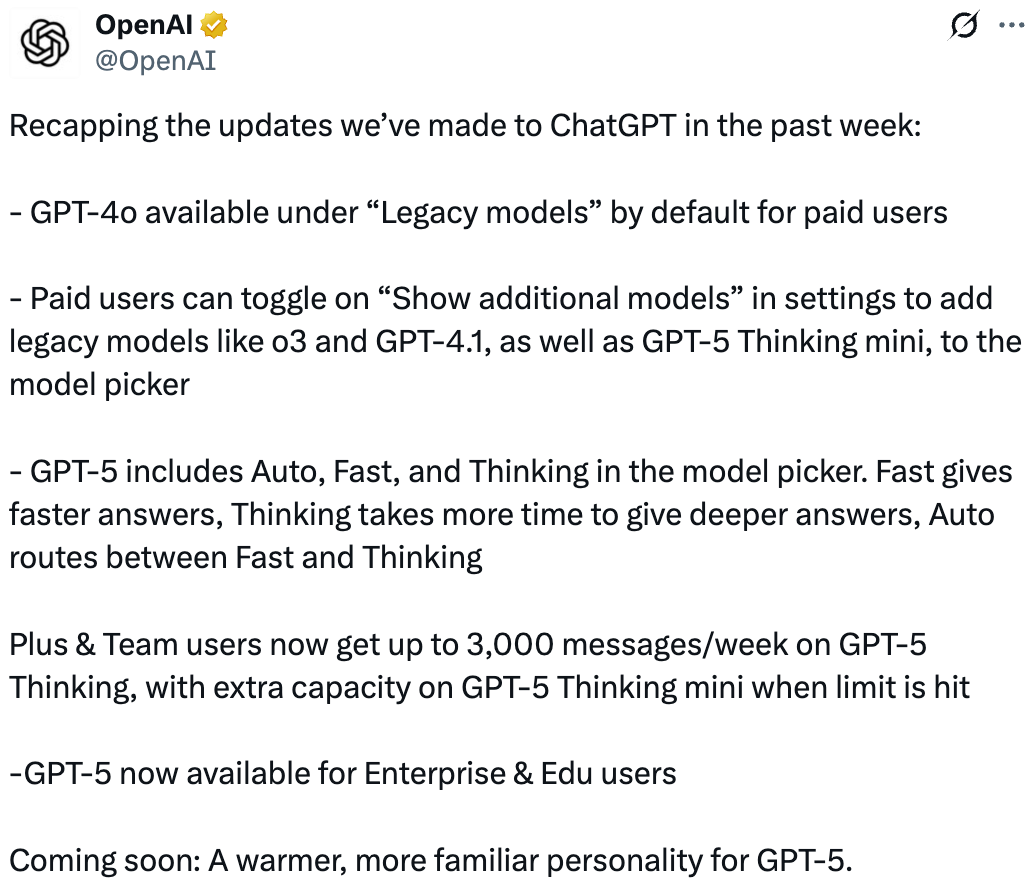 OpenAI
@OpenAI
Recapping the updates we’ve made to ChatGPT in the past week:
- GPT-4o available under “Legacy models” by default for paid users
- Paid users can toggle on “Show additional models” in settings to add
legacy models like o3 and GPT-4.1, as well as GPT-5 Thinking mini, to the
model picker
- GPT-5 includes Auto, Fast, and Thinking in the model picker. Fast gives
faster answers, Thinking takes more time to give deeper answers, Auto
routes between Fast and Thinking
Plus & Team users now get up to 3,000 messages/week on GPT-5
Thinking, with extra capacity on GPT-5 Thinking mini when limit is hit
-GPT-5 now available for Enterprise & Edu users
Coming soon: A warmer, more familiar personality for GPT-5.